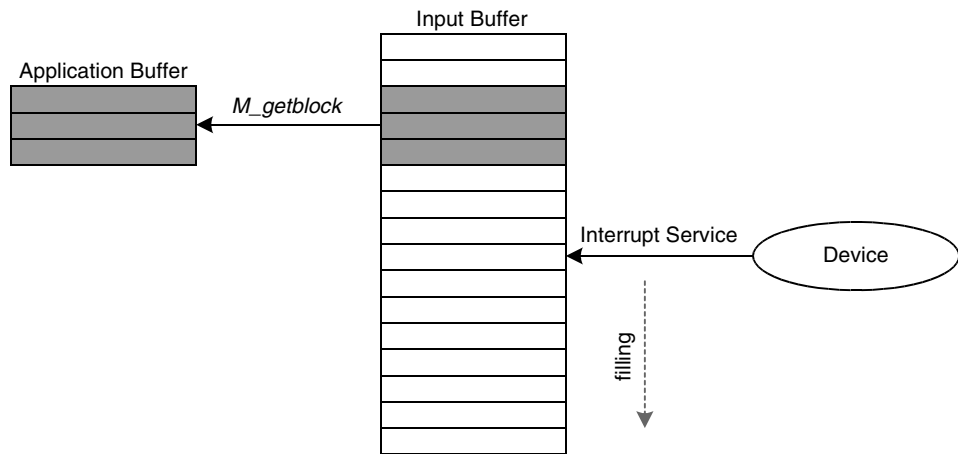 Input Buffer
Application Buffer
M_getblock
Interrupt Service
Device
filling